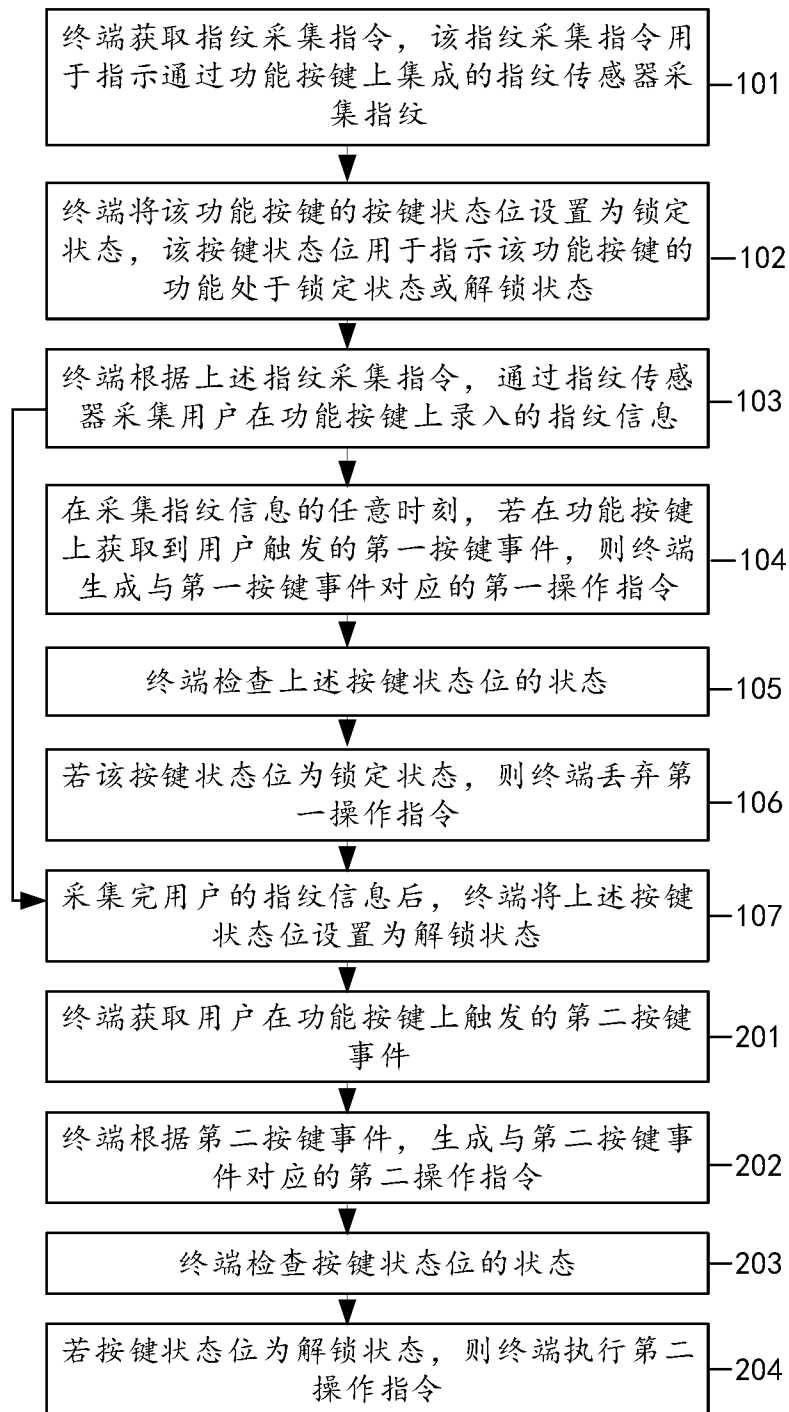 终端获取指纹采集指令，该指纹采集指令用
于指示通过功能按键上集成的指纹传感器采
集指纹
101
终端将该功能按键的按键状态位设置为锁定
状态，该按键状态位用于指示该功能按键的
功能处于锁定状态或解锁状态
102
终端根据上述指纹采集指令，通过指纹传感
器采集用户在功能按键上录入的指纹信息
103
在采集指纹信息的任意时刻，若在功能按键
上获取到用户触发的第一按键事件，则终端
生成与第一按键事件对应的第一操作指令
104
终端检查上述按键状态位的状态
105
若该按键状态位为锁定状态，则终端丢弃第
一操作指令
106
采集完用户的指纹信息后，终端将上述按键
状态位设置为解锁状态
107
终端获取用户在功能按键上触发的第二按键
事件
201
终端根据第二按键事件，生成与第二按键事
件对应的第二操作指令
202
终端检查按键状态位的状态
203
若按键状态位为解锁状态，则终端执行第二
操作指令
204